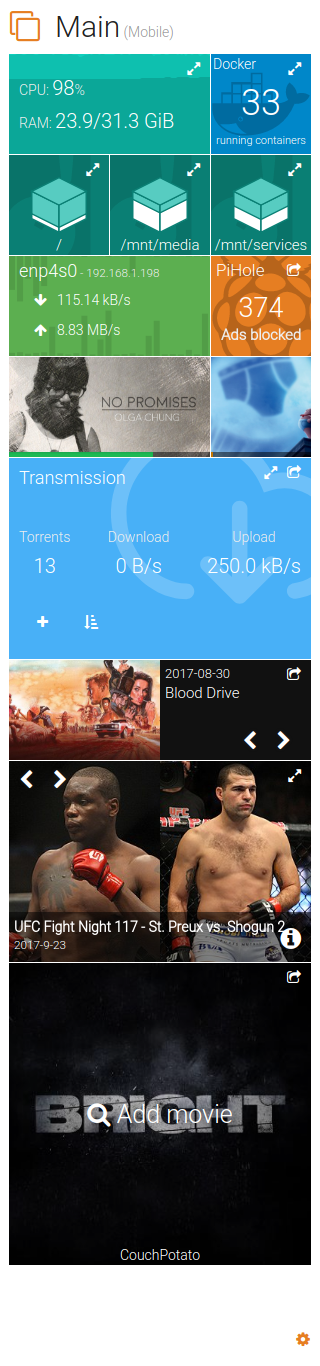 Main (Mobile)
CPU: 98%
RAM: 23.9/31.3 GiB
Docker
33
running containers
/
/mnt/media
/mnt/services
enp4s0 - 192.168.1.198
115.14 kB/s
8.83 MB/s
PiHole
374
Ads blocked
NO PROMISES
OLGA CHUNG
Transmission
Torrents Download Upload
13 0 B/s 250.0 kB/s
2017-08-30
Blood Drive
UFC Fight Night 117 - St. Preux vs. Shogun 2
2017-9-23
BRIGHT
Add movie
CouchPotato